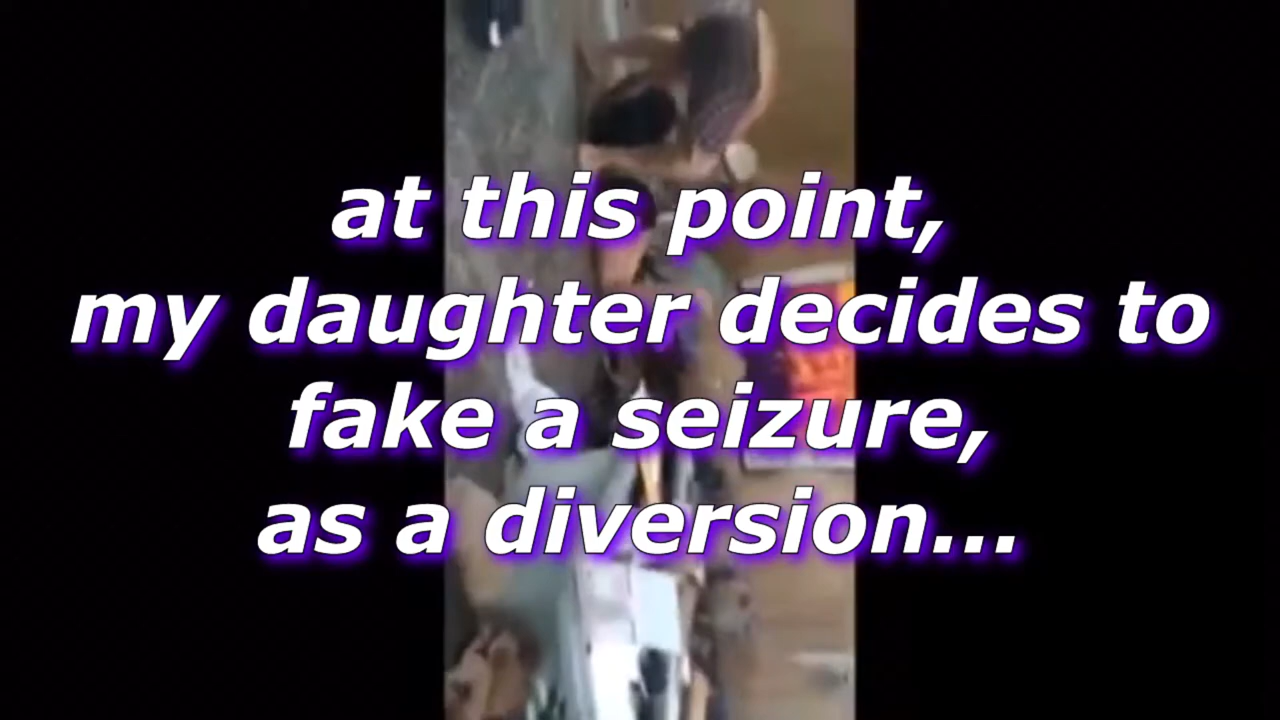 at this point,
my daughter decides to
fake a seizure,
as a diversion...